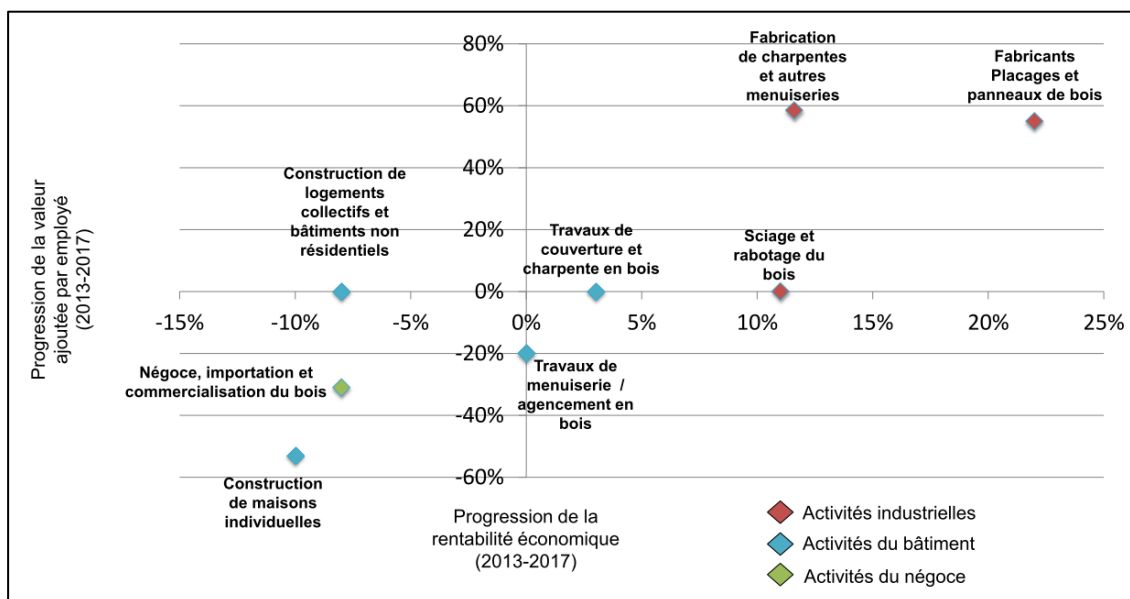 80%
60%
40%
20%
0%
-20%
-40%
-60%
-15%
-10%
-5%
0%
5%
10%
15%
20%
25%
Progression de la valeur
ajoutée par employé
(2013-2017)
Fabrication
de charpentes
et autres
menuiseries
Fabricants
Placages et
panneaux de bois
Construction de
logements
collectifs et
bâtiments non
résidentiels
Travaux de
couverture et
charpente en bois
Sciage et
rabotage du
bois
Négoce, importation et
commercialisation du bois
Travaux de
menuiserie /
agencement en
bois
Construction
de maisons
individuelles
Progression de la
rentabilité économique
(2013-2017)
Activités industrielles
Activités du bâtiment
Activités du négoce